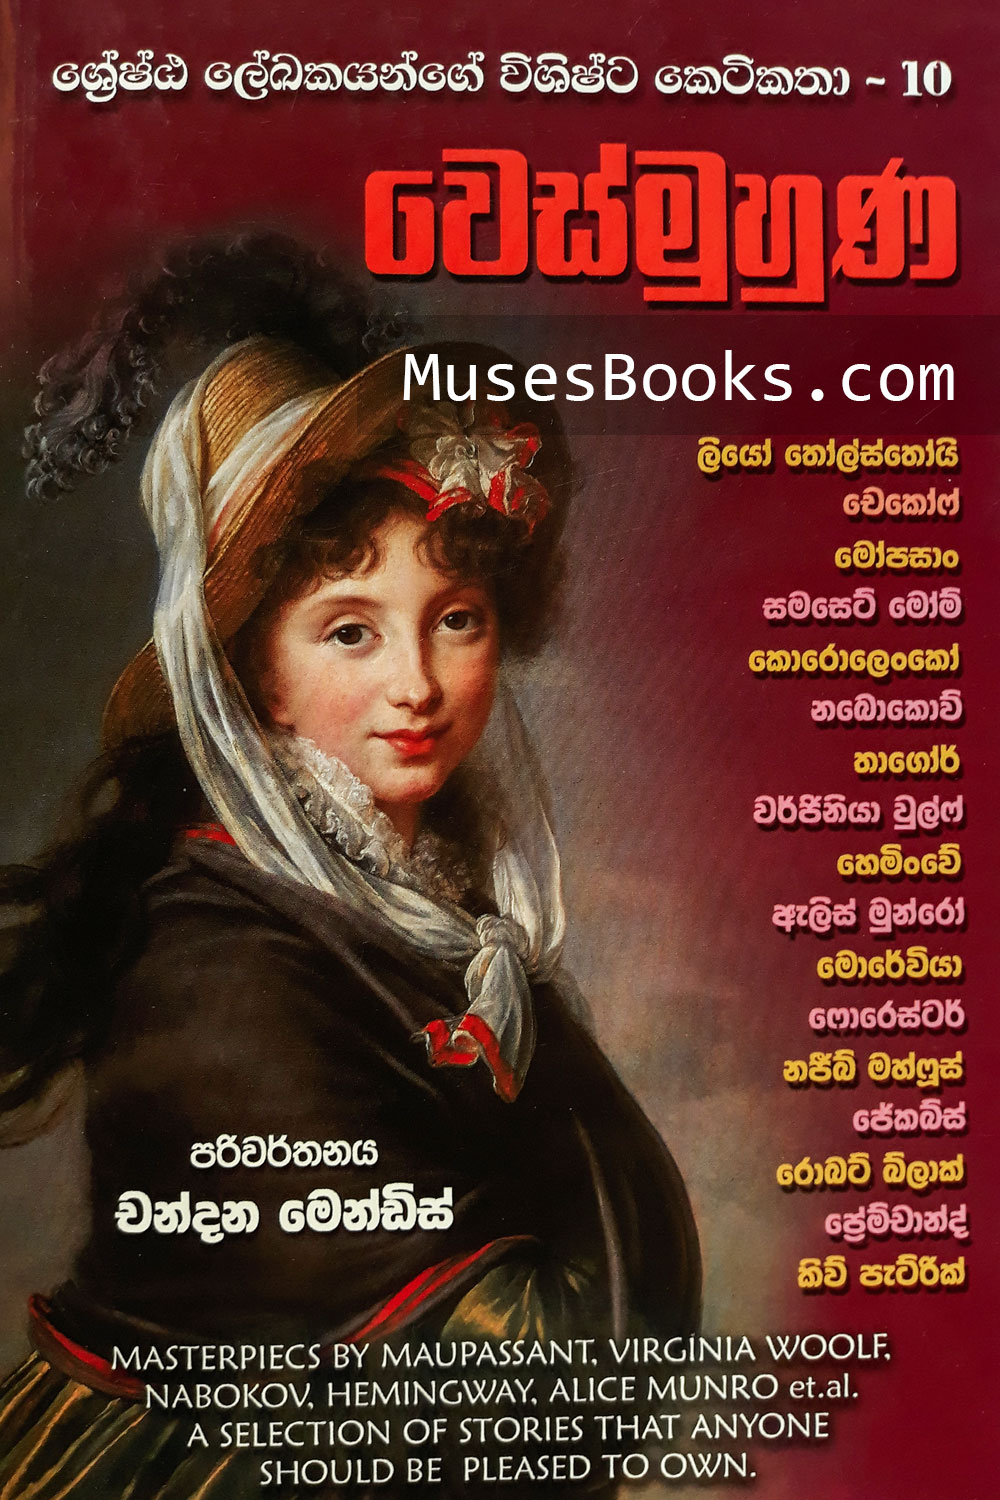 ශ්‍රේෂ්ඨ ලේඛකයන්ගේ විශිෂ්ට කෙටිකතා - 10
වෙස්මුහුණ
MusesBooks.com
ලියෝ තෝල්ස්තෝයි
චෙකෝෆ්
මෝපසාං
සමසෙට් මෝම්
කොරොලෙංකෝ
නබොකොව්
තාගෝර්
වර්ජිනියා වුල්ෆ්
හෙමිංවේ
ඇලිස් මුන්රෝ
මොරේවියා
ෆොරෙස්ටර්
නජීබ් මහ්ෆූස්
ජේකබ්ස්
රොබට් බ්ලාක්
ප්‍රේම්චාන්ද්
කිව් පැට්රික්
පරිවර්තනය
චන්දන මෙන්ඩිස්
MASTERPIECS BY MAUPASSANT, VIRGINIA WOOLF,
NABOKOV, HEMINGWAY, ALICE MUNRO et.al.
A SELECTION OF STORIES THAT ANYONE
SHOULD BE PLEASED TO OWN.